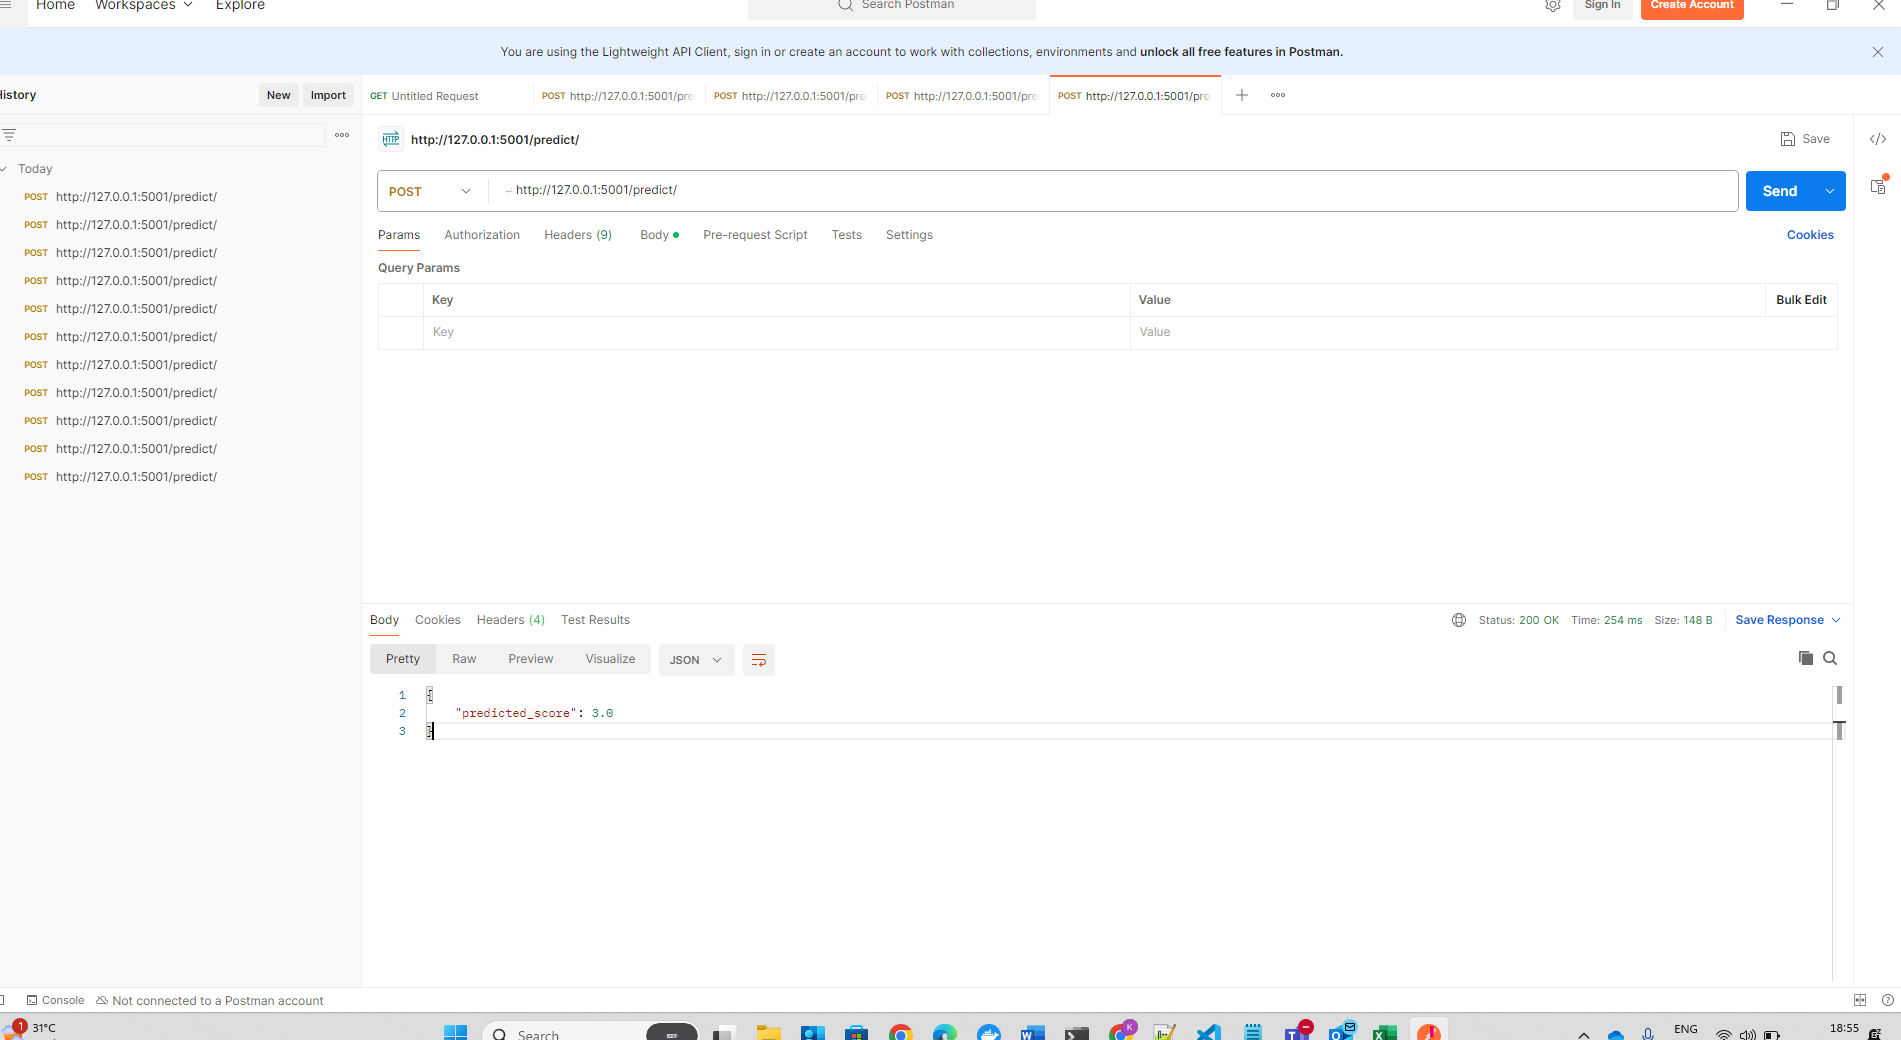 Home Workspaces Explore Search Postman Sign In Create Account
You are using the Lightweight API Client, sign in or create an account to work with collections, environments and unlock all free features in Postman.
History New Import
GET Untitled Request POST http://127.0.0.1:5001/pre POST http://127.0.0.1:5001/pre POST http://127.0.0.1:5001/pre POST http://127.0.0.1:5001/pre
HTTP http://127.0.0.1:5001/predict/ Save
Today
POST http://127.0.0.1:5001/predict/
POST http://127.0.0.1:5001/predict/
POST http://127.0.0.1:5001/predict/
POST http://127.0.0.1:5001/predict/
POST http://127.0.0.1:5001/predict/
POST http://127.0.0.1:5001/predict/
POST http://127.0.0.1:5001/predict/
POST http://127.0.0.1:5001/predict/
POST http://127.0.0.1:5001/predict/
POST http://127.0.0.1:5001/predict/
POST http://127.0.0.1:5001/predict/
POST http://127.0.0.1:5001/predict/ Send
Params Authorization Headers (9) Body Pre-request Script Tests Settings Cookies
Query Params
Key Value Bulk Edit
Key Value
Body Cookies Headers (4) Test Results Status: 200 OK Time: 254 ms Size: 148 B Save Response
Pretty Raw Preview Visualize JSON
1 {
2 "predicted_score": 3.0
3 }
Console Not connected to a Postman account
1 31°C Search K ENG 18:55